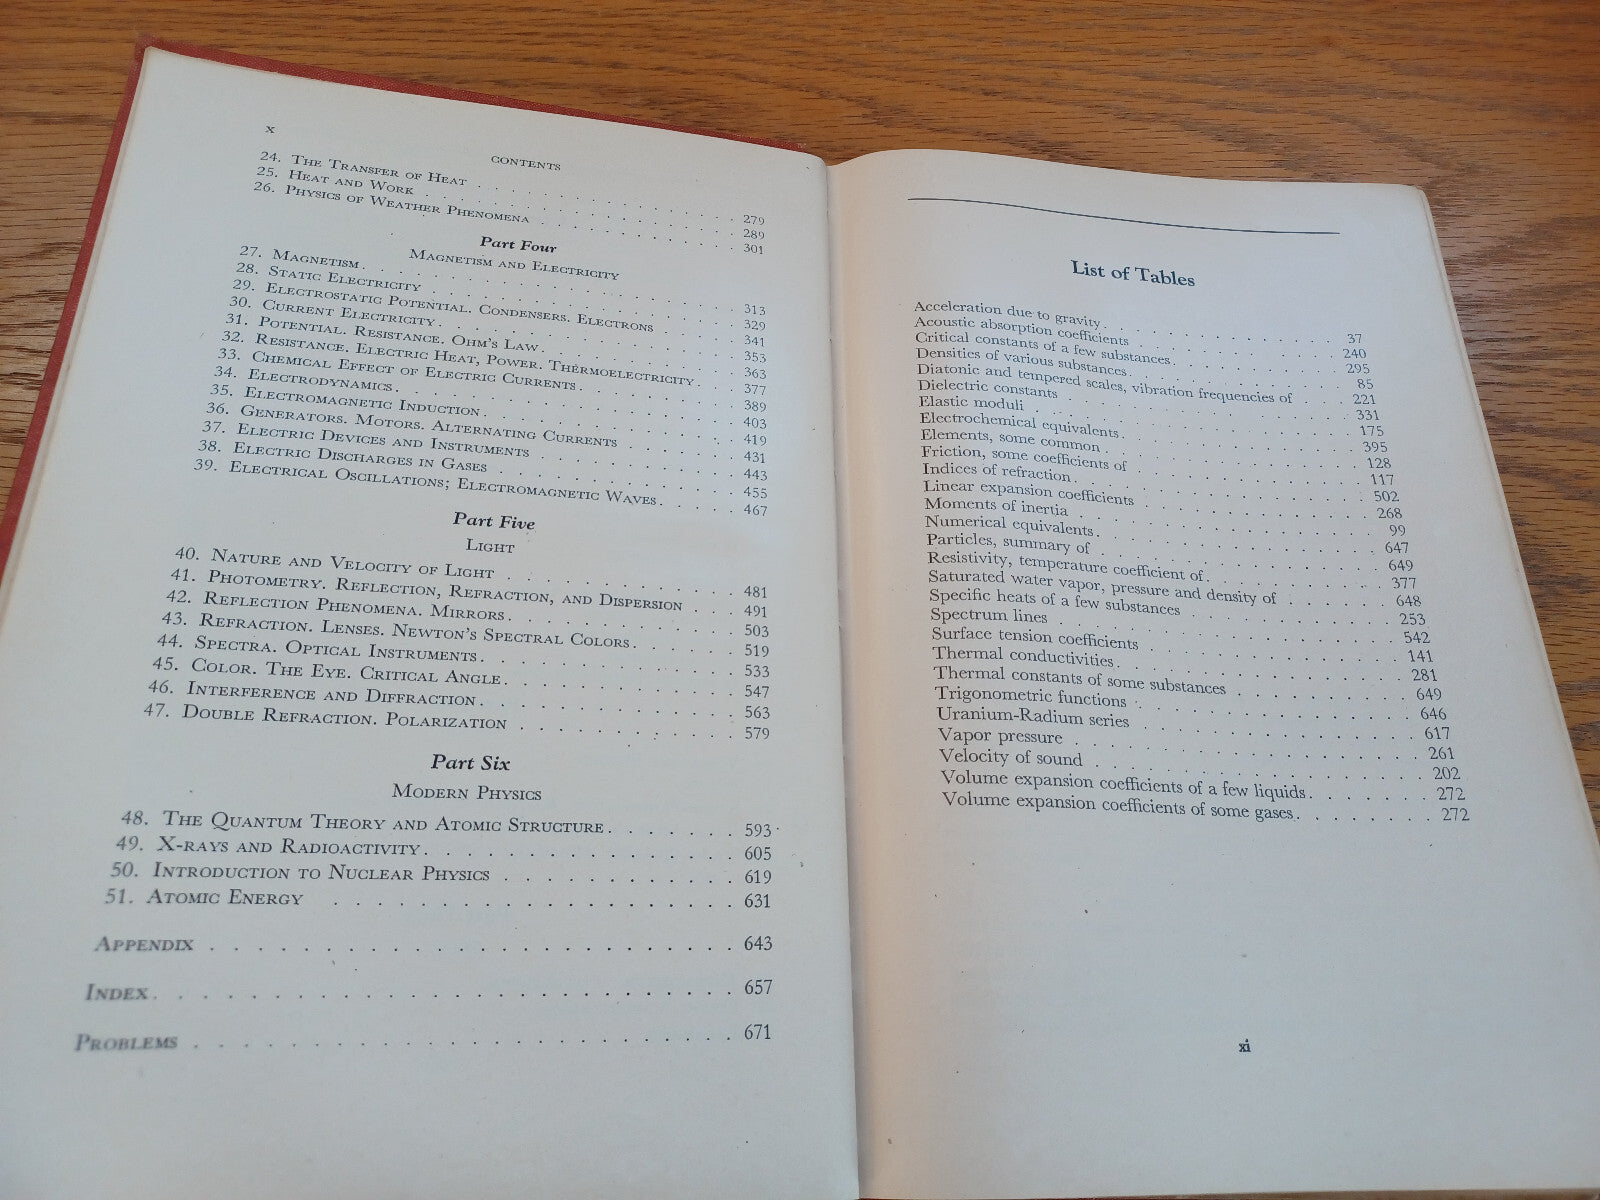 x
CONTENTS
24. The Transfer of Heat . . . . . . . . . . . . . 279
25. Heat and Work . . . . . . . . . . . . . . . 289
26. Physics of Weather Phenomena . . . . . . . . . . 301
Part Four
Magnetism and Electricity
27. Magnetism . . . . . . . . . . . . . . . . . 313
28. Static Electricity . . . . . . . . . . . . . . 329
29. Electrostatic Potential. Condensers. Electrons . . . . 341
30. Current Electricity . . . . . . . . . . . . . . 353
31. Potential. Resistance. Ohm's Law . . . . . . . . . 363
32. Resistance. Electric Heat, Power. Thermoelectricity . . . 377
33. Chemical Effect of Electric Currents . . . . . . . . 389
34. Electrodynamics . . . . . . . . . . . . . . . 403
35. Electromagnetic Induction . . . . . . . . . . . . 419
36. Generators. Motors. Alternating Currents . . . . . . 431
37. Electric Devices and Instruments . . . . . . . . . 443
38. Electric Discharges in Gases . . . . . . . . . . . 455
39. Electrical Oscillations; Electromagnetic Waves . . . . . 467
Part Five
Light
40. Nature and Velocity of Light . . . . . . . . . . 481
41. Photometry. Reflection, Refraction, and Dispersion . . 491
42. Reflection Phenomena. Mirrors . . . . . . . . . . 503
43. Refraction. Lenses. Newton's Spectral Colors . . . . . 519
44. Spectra. Optical Instruments . . . . . . . . . . . 533
45. Color. The Eye. Critical Angle . . . . . . . . . . 547
46. Interference and Diffraction . . . . . . . . . . . 563
47. Double Refraction. Polarization . . . . . . . . . 579
Part Six
Modern Physics
48. The Quantum Theory and Atomic Structure . . . . . . 593
49. X-rays and Radioactivity . . . . . . . . . . . . . 605
50. Introduction to Nuclear Physics . . . . . . . . . . 619
51. Atomic Energy . . . . . . . . . . . . . . . . 631
Appendix . . . . . . . . . . . . . . . . . . . 643
Index . . . . . . . . . . . . . . . . . . . . 657
Problems . . . . . . . . . . . . . . . . . . . 671
List of Tables
Acceleration due to gravity . . . . . . . . . . . . . 37
Acoustic absorption coefficients . . . . . . . . . . . 240
Critical constants of a few substances . . . . . . . . . 295
Densities of various substances . . . . . . . . . . . . 85
Diatonic and tempered scales, vibration frequencies of . . . 221
Dielectric constants . . . . . . . . . . . . . . . 331
Elastic moduli . . . . . . . . . . . . . . . . . 175
Electrochemical equivalents . . . . . . . . . . . . . 395
Elements, some common . . . . . . . . . . . . . . 128
Friction, some coefficients of . . . . . . . . . . . . 117
Indices of refraction . . . . . . . . . . . . . . . 502
Linear expansion coefficients . . . . . . . . . . . . 268
Moments of inertia . . . . . . . . . . . . . . . . 99
Numerical equivalents . . . . . . . . . . . . . . . 647
Particles, summary of . . . . . . . . . . . . . . . 649
Resistivity, temperature coefficient of . . . . . . . . . 377
Saturated water vapor, pressure and density of . . . . . . 648
Specific heats of a few substances . . . . . . . . . . 253
Spectrum lines . . . . . . . . . . . . . . . . . 542
Surface tension coefficients . . . . . . . . . . . . . 141
Thermal conductivities . . . . . . . . . . . . . . . 281
Thermal constants of some substances . . . . . . . . . 649
Trigonometric functions . . . . . . . . . . . . . . 646
Uranium-Radium series . . . . . . . . . . . . . . 617
Vapor pressure . . . . . . . . . . . . . . . . . 261
Velocity of sound . . . . . . . . . . . . . . . . 202
Volume expansion coefficients of a few liquids . . . . . . . 272
Volume expansion coefficients of some gases . . . . . . . . 272
xi